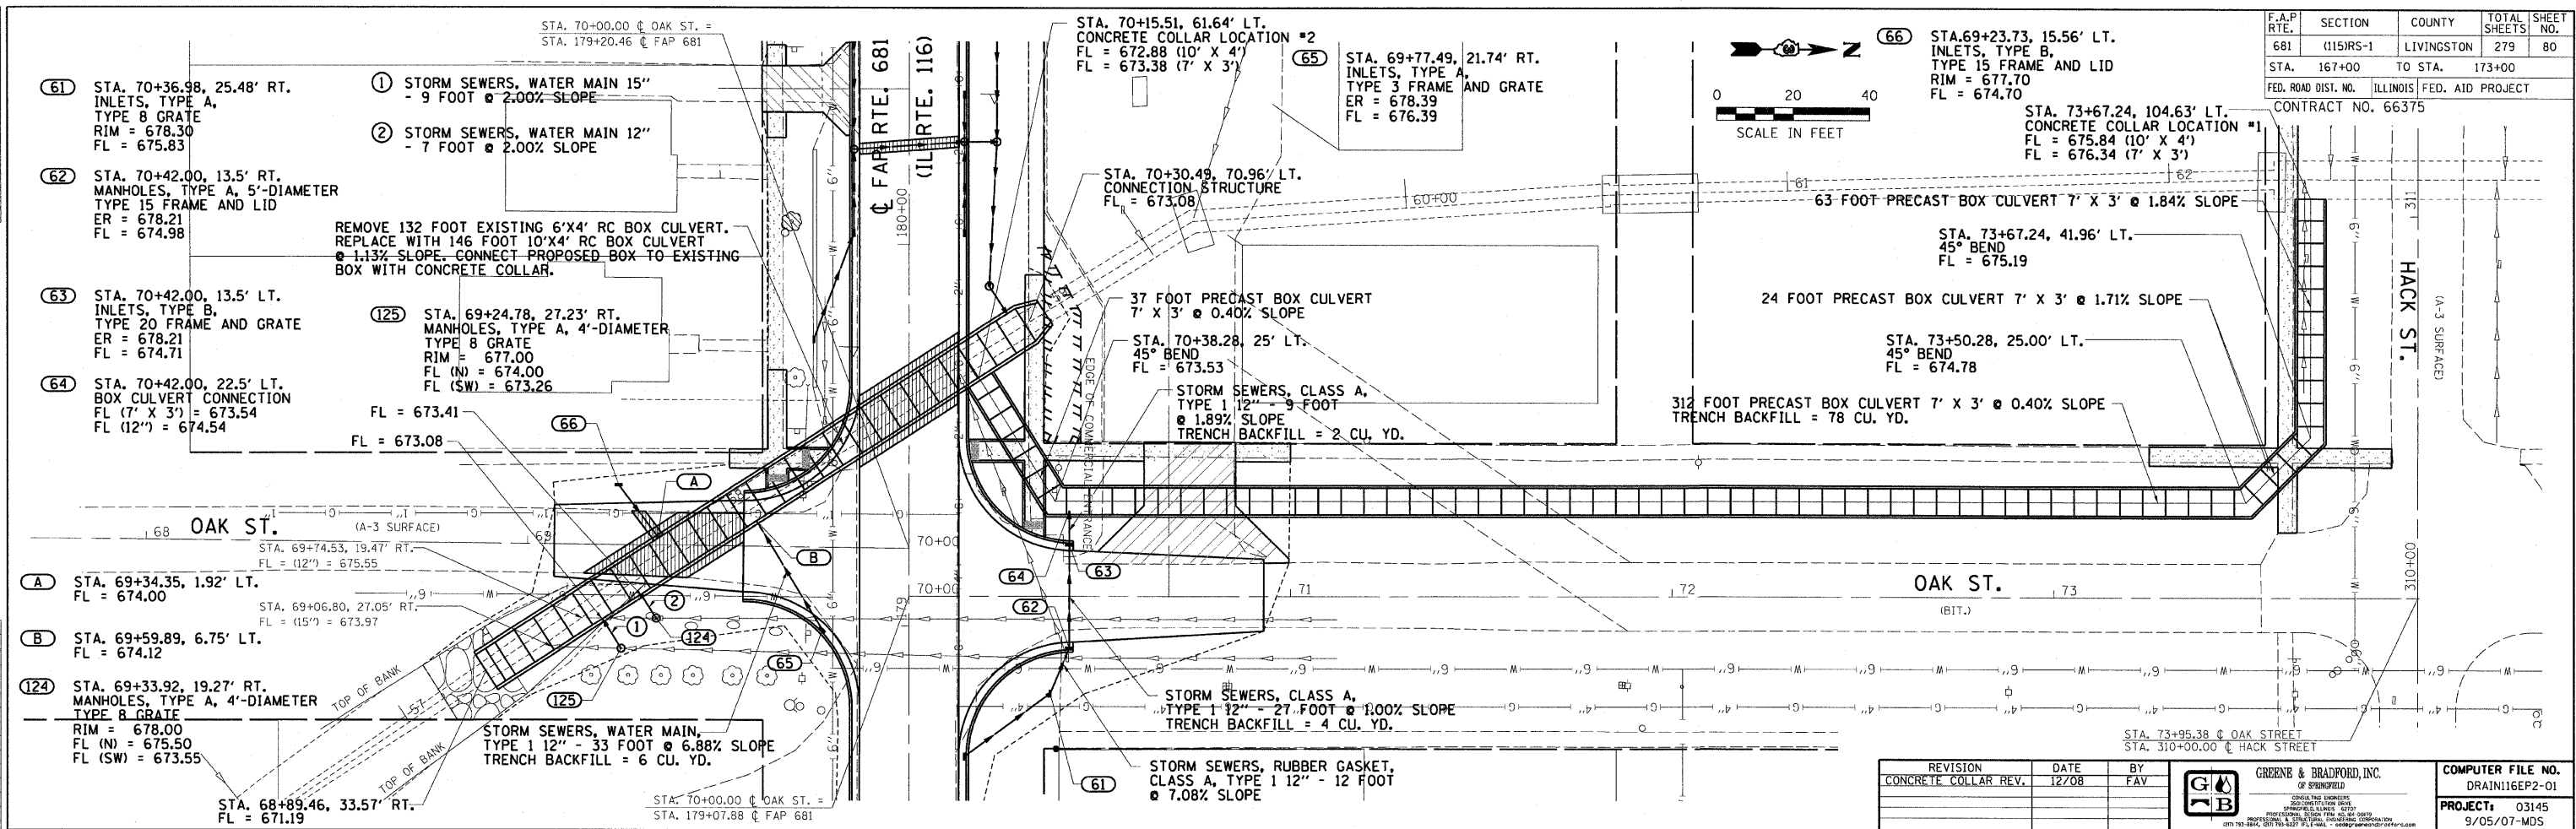 STA. 70+00.00 ℄ OAK ST. =
STA. 179+20.46 ℄ FAP 681
61
STA. 70+36.98, 25.48' RT.
INLETS, TYPE A,
TYPE 8 GRATE
RIM = 678.30
FL = 675.83
62
STA. 70+42.00, 13.5' RT.
MANHOLES, TYPE A, 5'-DIAMETER
TYPE 15 FRAME AND LID
ER = 678.21
FL = 674.98
63
STA. 70+42.00, 13.5' LT.
INLETS, TYPE B,
TYPE 20 FRAME AND GRATE
ER = 678.21
FL = 674.71
64
STA. 70+42.00, 22.5' LT.
BOX CULVERT CONNECTION
FL (7' X 3') = 673.54
FL (12") = 674.54
1
STORM SEWERS, WATER MAIN 15"
- 9 FOOT @ 2.00% SLOPE
2
STORM SEWERS, WATER MAIN 12"
- 7 FOOT @ 2.00% SLOPE
REMOVE 132 FOOT EXISTING 6'X4' RC BOX CULVERT.
REPLACE WITH 146 FOOT 10'X4' RC BOX CULVERT
@ 1.13% SLOPE. CONNECT PROPOSED BOX TO EXISTING
BOX WITH CONCRETE COLLAR.
125
STA. 69+24.78, 27.23' RT.
MANHOLES, TYPE A, 4'-DIAMETER
TYPE 8 GRATE
RIM = 677.00
FL (N) = 674.00
FL (SW) = 673.26
FL = 673.41
FL = 673.08
66
A
℄ FAP RTE. 681
(IL RTE. 116)
180+00
STA. 70+15.51, 61.64' LT.
CONCRETE COLLAR LOCATION #2
FL = 672.88 (10' X 4')
FL = 673.38 (7' X 3')
65
STA. 69+77.49, 21.74' RT.
INLETS, TYPE A,
TYPE 3 FRAME AND GRATE
ER = 678.39
FL = 676.39
STA. 70+30.49, 70.96' LT.
CONNECTION STRUCTURE
FL = 673.08
60+00
61
62
Z
0 20 40
SCALE IN FEET
66
STA.69+23.73, 15.56' LT.
INLETS, TYPE B,
TYPE 15 FRAME AND LID
RIM = 677.70
FL = 674.70
F.A.P RTE. SECTION COUNTY TOTAL SHEETS SHEET NO.
681 (115)RS-1 LIVINGSTON 279 80
STA. 167+00 TO STA. 173+00
FED. ROAD DIST. NO. ILLINOIS FED. AID PROJECT
CONTRACT NO. 66375
STA. 73+67.24, 104.63' LT.
CONCRETE COLLAR LOCATION #1
FL = 675.84 (10' X 4')
FL = 676.34 (7' X 3')
63 FOOT PRECAST BOX CULVERT 7' X 3' @ 1.84% SLOPE
STA. 73+67.24, 41.96' LT.
45° BEND
FL = 675.19
24 FOOT PRECAST BOX CULVERT 7' X 3' @ 1.71% SLOPE
STA. 73+50.28, 25.00' LT.
45° BEND
FL = 674.78
312 FOOT PRECAST BOX CULVERT 7' X 3' @ 0.40% SLOPE
TRENCH BACKFILL = 78 CU. YD.
311
HACK ST.
(A-3 SURFACE)
310+00
37 FOOT PRECAST BOX CULVERT
7' X 3' @ 0.40% SLOPE
STA. 70+38.28, 25' LT.
45° BEND
FL = 673.53
EDGE OF COMMERCIAL ENTRANCE
STORM SEWERS, CLASS A,
TYPE 1 12" - 9 FOOT
@ 1.89% SLOPE
TRENCH BACKFILL = 2 CU. YD.
68
OAK ST.
(A-3 SURFACE)
69
STA. 69+74.53, 19.47' RT.
FL = (12") = 675.55
A
STA. 69+34.35, 1.92' LT.
FL = 674.00
STA. 69+06.80, 27.05' RT.
FL = (15") = 673.97
B
STA. 69+59.89, 6.75' LT.
FL = 674.12
124
STA. 69+33.92, 19.27' RT.
MANHOLES, TYPE A, 4'-DIAMETER
TYPE 8 GRATE
RIM = 678.00
FL (N) = 675.50
FL (SW) = 673.55
B
2
1
124
125
65
70+00
70+00
179
64
63
62
71
72
73
OAK ST.
(BIT.)
TOP OF BANK
57
TOP OF BANK
STA. 68+89.46, 33.57' RT.
FL = 671.19
STORM SEWERS, WATER MAIN,
TYPE 1 12" - 33 FOOT @ 6.88% SLOPE
TRENCH BACKFILL = 6 CU. YD.
STA. 70+00.00 ℄ OAK ST. =
STA. 179+07.88 ℄ FAP 681
STORM SEWERS, CLASS A,
TYPE 1 12" - 27 FOOT @ 1.00% SLOPE
TRENCH BACKFILL = 4 CU. YD.
61
STORM SEWERS, RUBBER GASKET,
CLASS A, TYPE 1 12" - 12 FOOT
@ 7.08% SLOPE
STA. 73+95.38 ℄ OAK STREET
STA. 310+00.00 ℄ HACK STREET
REVISION DATE BY
CONCRETE COLLAR REV. 12/08 FAV
G B
GREENE & BRADFORD, INC.
OF SPRINGFIELD
CONSULTING ENGINEERS
COMPUTER FILE NO.
DRAIN116EP2-01
PROJECT: 03145
9/05/07-MDS